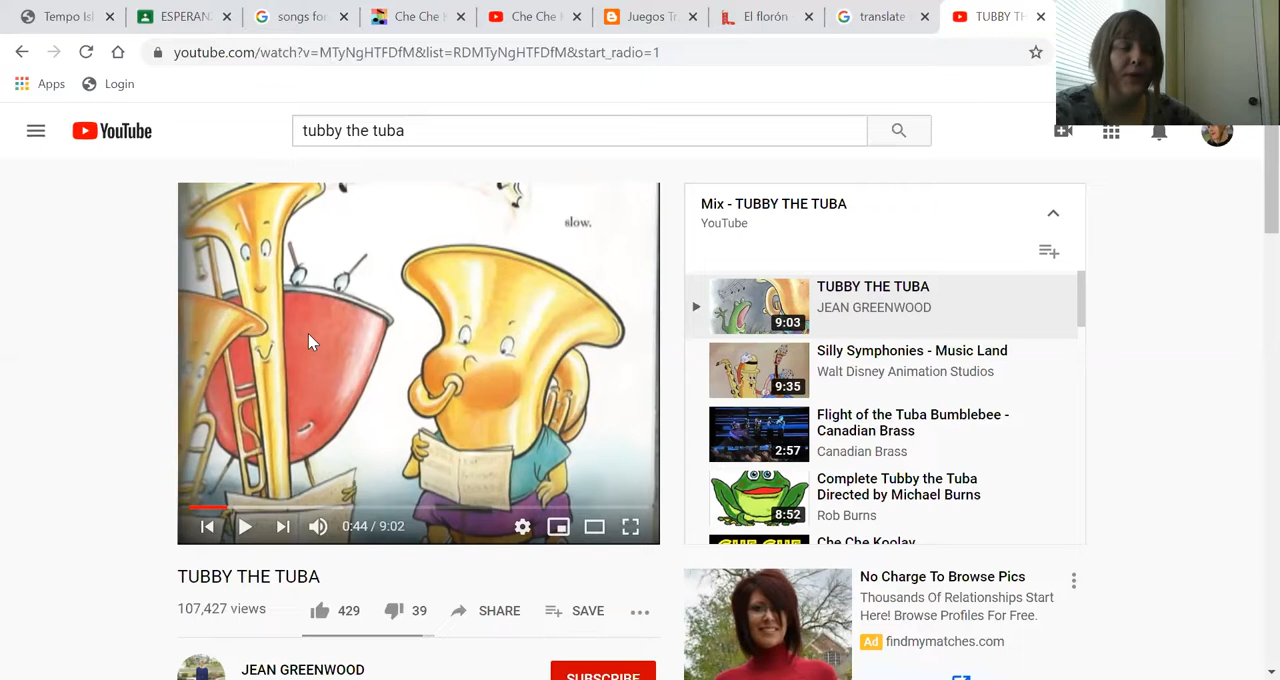 Tempo Isl
ESPERAN
songs for
Che Che K
Che Che K
Juegos Tr
El florón
translate
TUBBY TH
youtube.com/watch?v=MTyNgHTFDfM&list=RDMTyNgHTFDfM&start_radio=1
Apps
Login
YouTube
tubby the tuba
slow.
0:44 / 9:02
TUBBY THE TUBA
107,427 views
429
39
SHARE
SAVE
JEAN GREENWOOD
SUBSCRIBE
Mix - TUBBY THE TUBA
YouTube
TUBBY THE TUBA
JEAN GREENWOOD
9:03
Silly Symphonies - Music Land
Walt Disney Animation Studios
9:35
Flight of the Tuba Bumblebee -
Canadian Brass
Canadian Brass
2:57
Complete Tubby the Tuba
Directed by Michael Burns
Rob Burns
8:52
Che Che Koolay
CHE CHE
No Charge To Browse Pics
Thousands Of Relationships Start
Here! Browse Profiles For Free.
Ad findmymatches.com